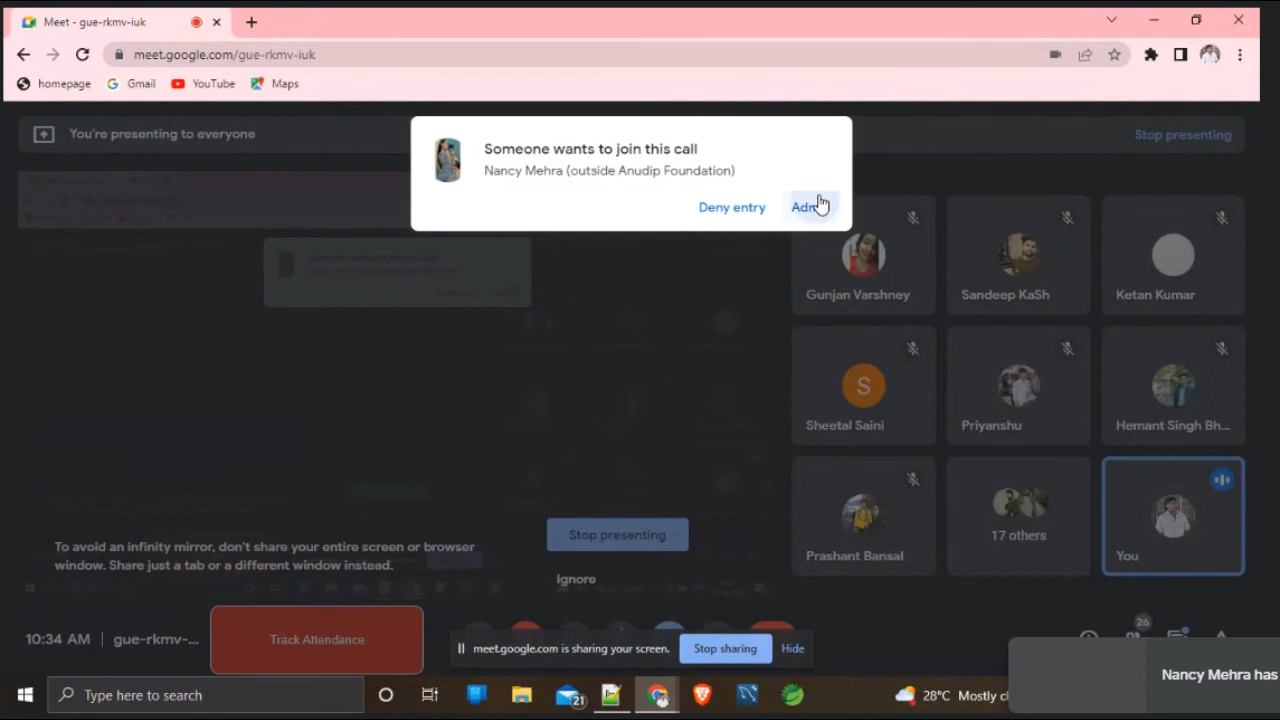 Meet - gue-rkmv-iuk
meet.google.com/gue-rkmv-iuk
homepage
Gmail
YouTube
Maps
You're presenting to everyone
Stop presenting
Someone wants to join this call
Nancy Mehra (outside Anudip Foundation)
Deny entry
Gunjan Varshney
Sandeep KaSh
Ketan Kumar
S
Sheetal Saini
Priyanshu
Hemant Singh Bh...
Prashant Bansal
17 others
You
Stop presenting
To avoid an infinity mirror, don't share your entire screen or browser
window. Share just a tab or a different window instead.
Ignore
10:34 AM
gue-rkmv-...
Track Attendance
26
meet.google.com is sharing your screen.
Stop sharing
Hide
Nancy Mehra has
Type here to search
21
28°C Mostly cl